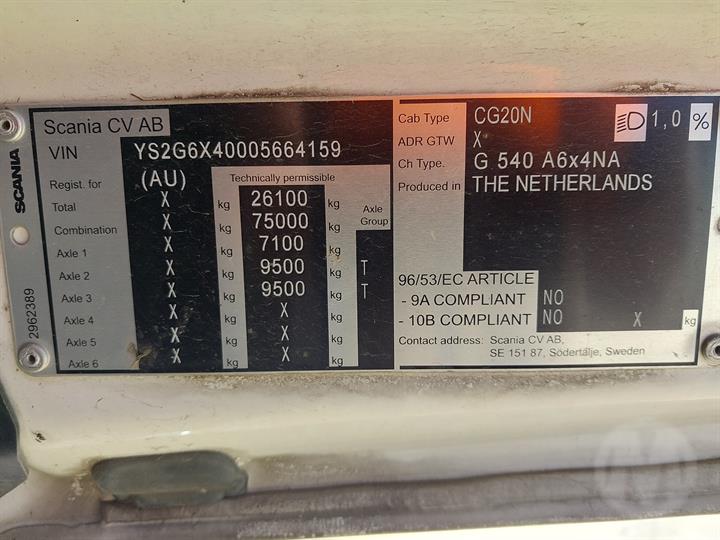 SCANIA
2962389
Scania CV AB
VIN YS2G6X40005664159
Regist. for (AU) Technically permissible
Total X kg 26100 kg Axle Group
Combination X kg 75000 kg
Axle 1 X kg 7100 kg
Axle 2 X kg 9500 kg T
Axle 3 X kg 9500 kg T
Axle 4 X kg X kg
Axle 5 X kg X kg
Axle 6 X kg X kg
Cab Type CG20N 1,0 %
ADR GTW X
Ch Type. G 540 A6x4NA
Produced in THE NETHERLANDS
96/53/EC ARTICLE
- 9A COMPLIANT NO
- 10B COMPLIANT NO X kg
Contact address: Scania CV AB,
SE 151 87, Södertälje, Sweden